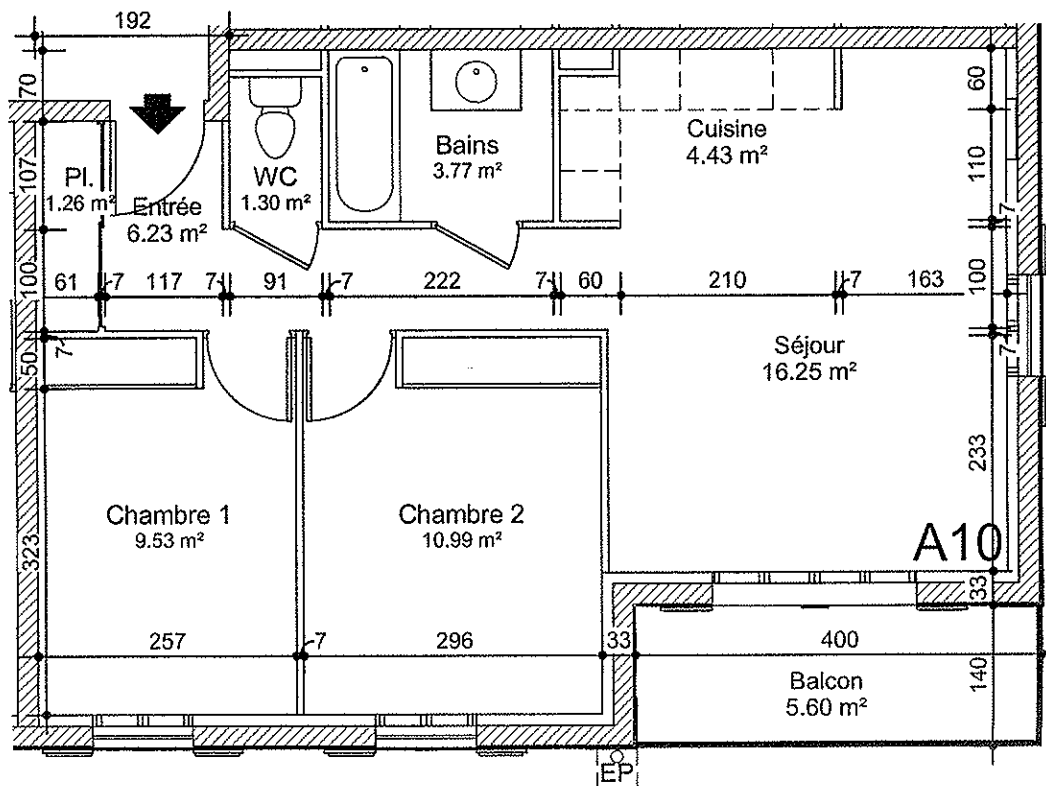 192
70
60
Cuisine
4.43 m²
Bains
3.77 m²
107
Pl.
1.26 m²
WC
1.30 m²
Entrée
6.23 m²
110
7
100
61
7
117
7
91
7
222
7
60
210
7
163
100
7
50
7
Séjour
16.25 m²
233
Chambre 1
9.53 m²
Chambre 2
10.99 m²
323
A10
33
257
7
296
33
400
140
Balcon
5.60 m²
EP